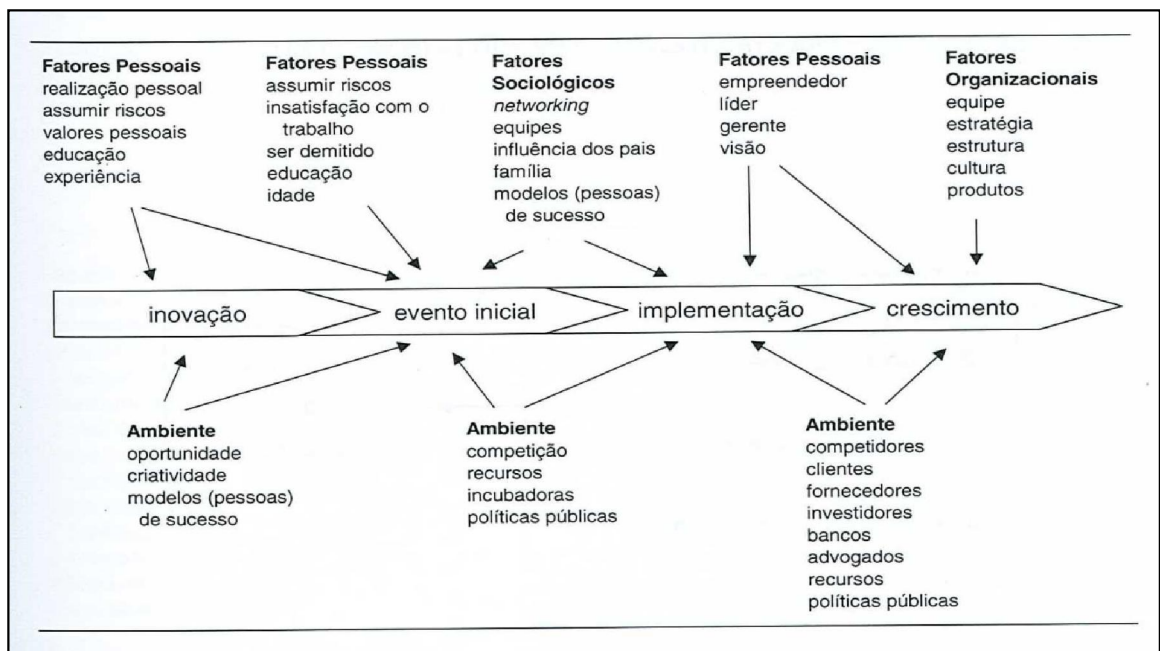 Fatores Pessoais
realização pessoal
assumir riscos
valores pessoais
educação
experiência
Fatores Pessoais
assumir riscos
insatisfação com o
trabalho
ser demitido
educação
idade
Fatores
Sociológicos
networking
equipes
influência dos pais
família
modelos (pessoas)
de sucesso
Fatores Pessoais
empreendedor
líder
gerente
visão
Fatores
Organizacionais
equipe
estratégia
estrutura
cultura
produtos
inovação
evento inicial
implementação
crescimento
Ambiente
oportunidade
criatividade
modelos (pessoas)
de sucesso
Ambiente
competição
recursos
incubadoras
políticas públicas
Ambiente
competidores
clientes
fornecedores
investidores
bancos
advogados
recursos
políticas públicas